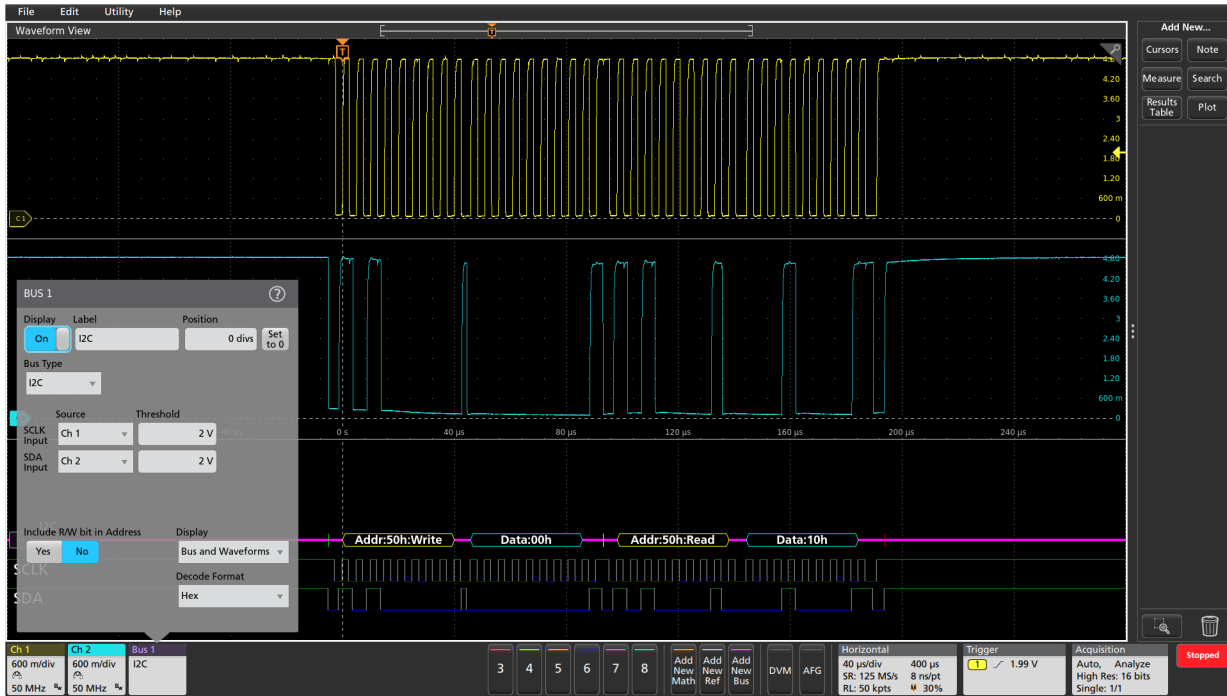 File Edit Utility Help
Waveform View
T
T
Add New...
Cursors Note
Measure Search
Results Table Plot
4.20
3.60
3
2.40
1.80
1.20
600 m
0
C1
4.80
4.20
3.60
3
2.40
1.80
1.20
600 m
0
0 s 40 µs 80 µs 120 µs 160 µs 200 µs 240 µs
BUS 1 ?
Display Label Position
On I2C 0 divs Set to 0
Bus Type
I2C
Source Threshold
SCLK Input Ch 1 2 V
SDA Input Ch 2 2 V
Include R/W bit in Address Display
Yes No Bus and Waveforms
Decode Format
Hex
SCLK
SDA
Addr:50h:Write Data:00h Addr:50h:Read Data:10h
Ch 1
600 m/div
50 MHz Bw
Ch 2
600 m/div
50 MHz Bw
Bus 1
I2C
3 4 5 6 7 8
Add New Math
Add New Ref
Add New Bus
DVM AFG
Horizontal
40 µs/div 400 µs
SR: 125 MS/s 8 ns/pt
RL: 50 kpts 30%
Trigger
1 1.99 V
Acquisition
Auto, Analyze
High Res: 16 bits
Single: 1/1
Stopped